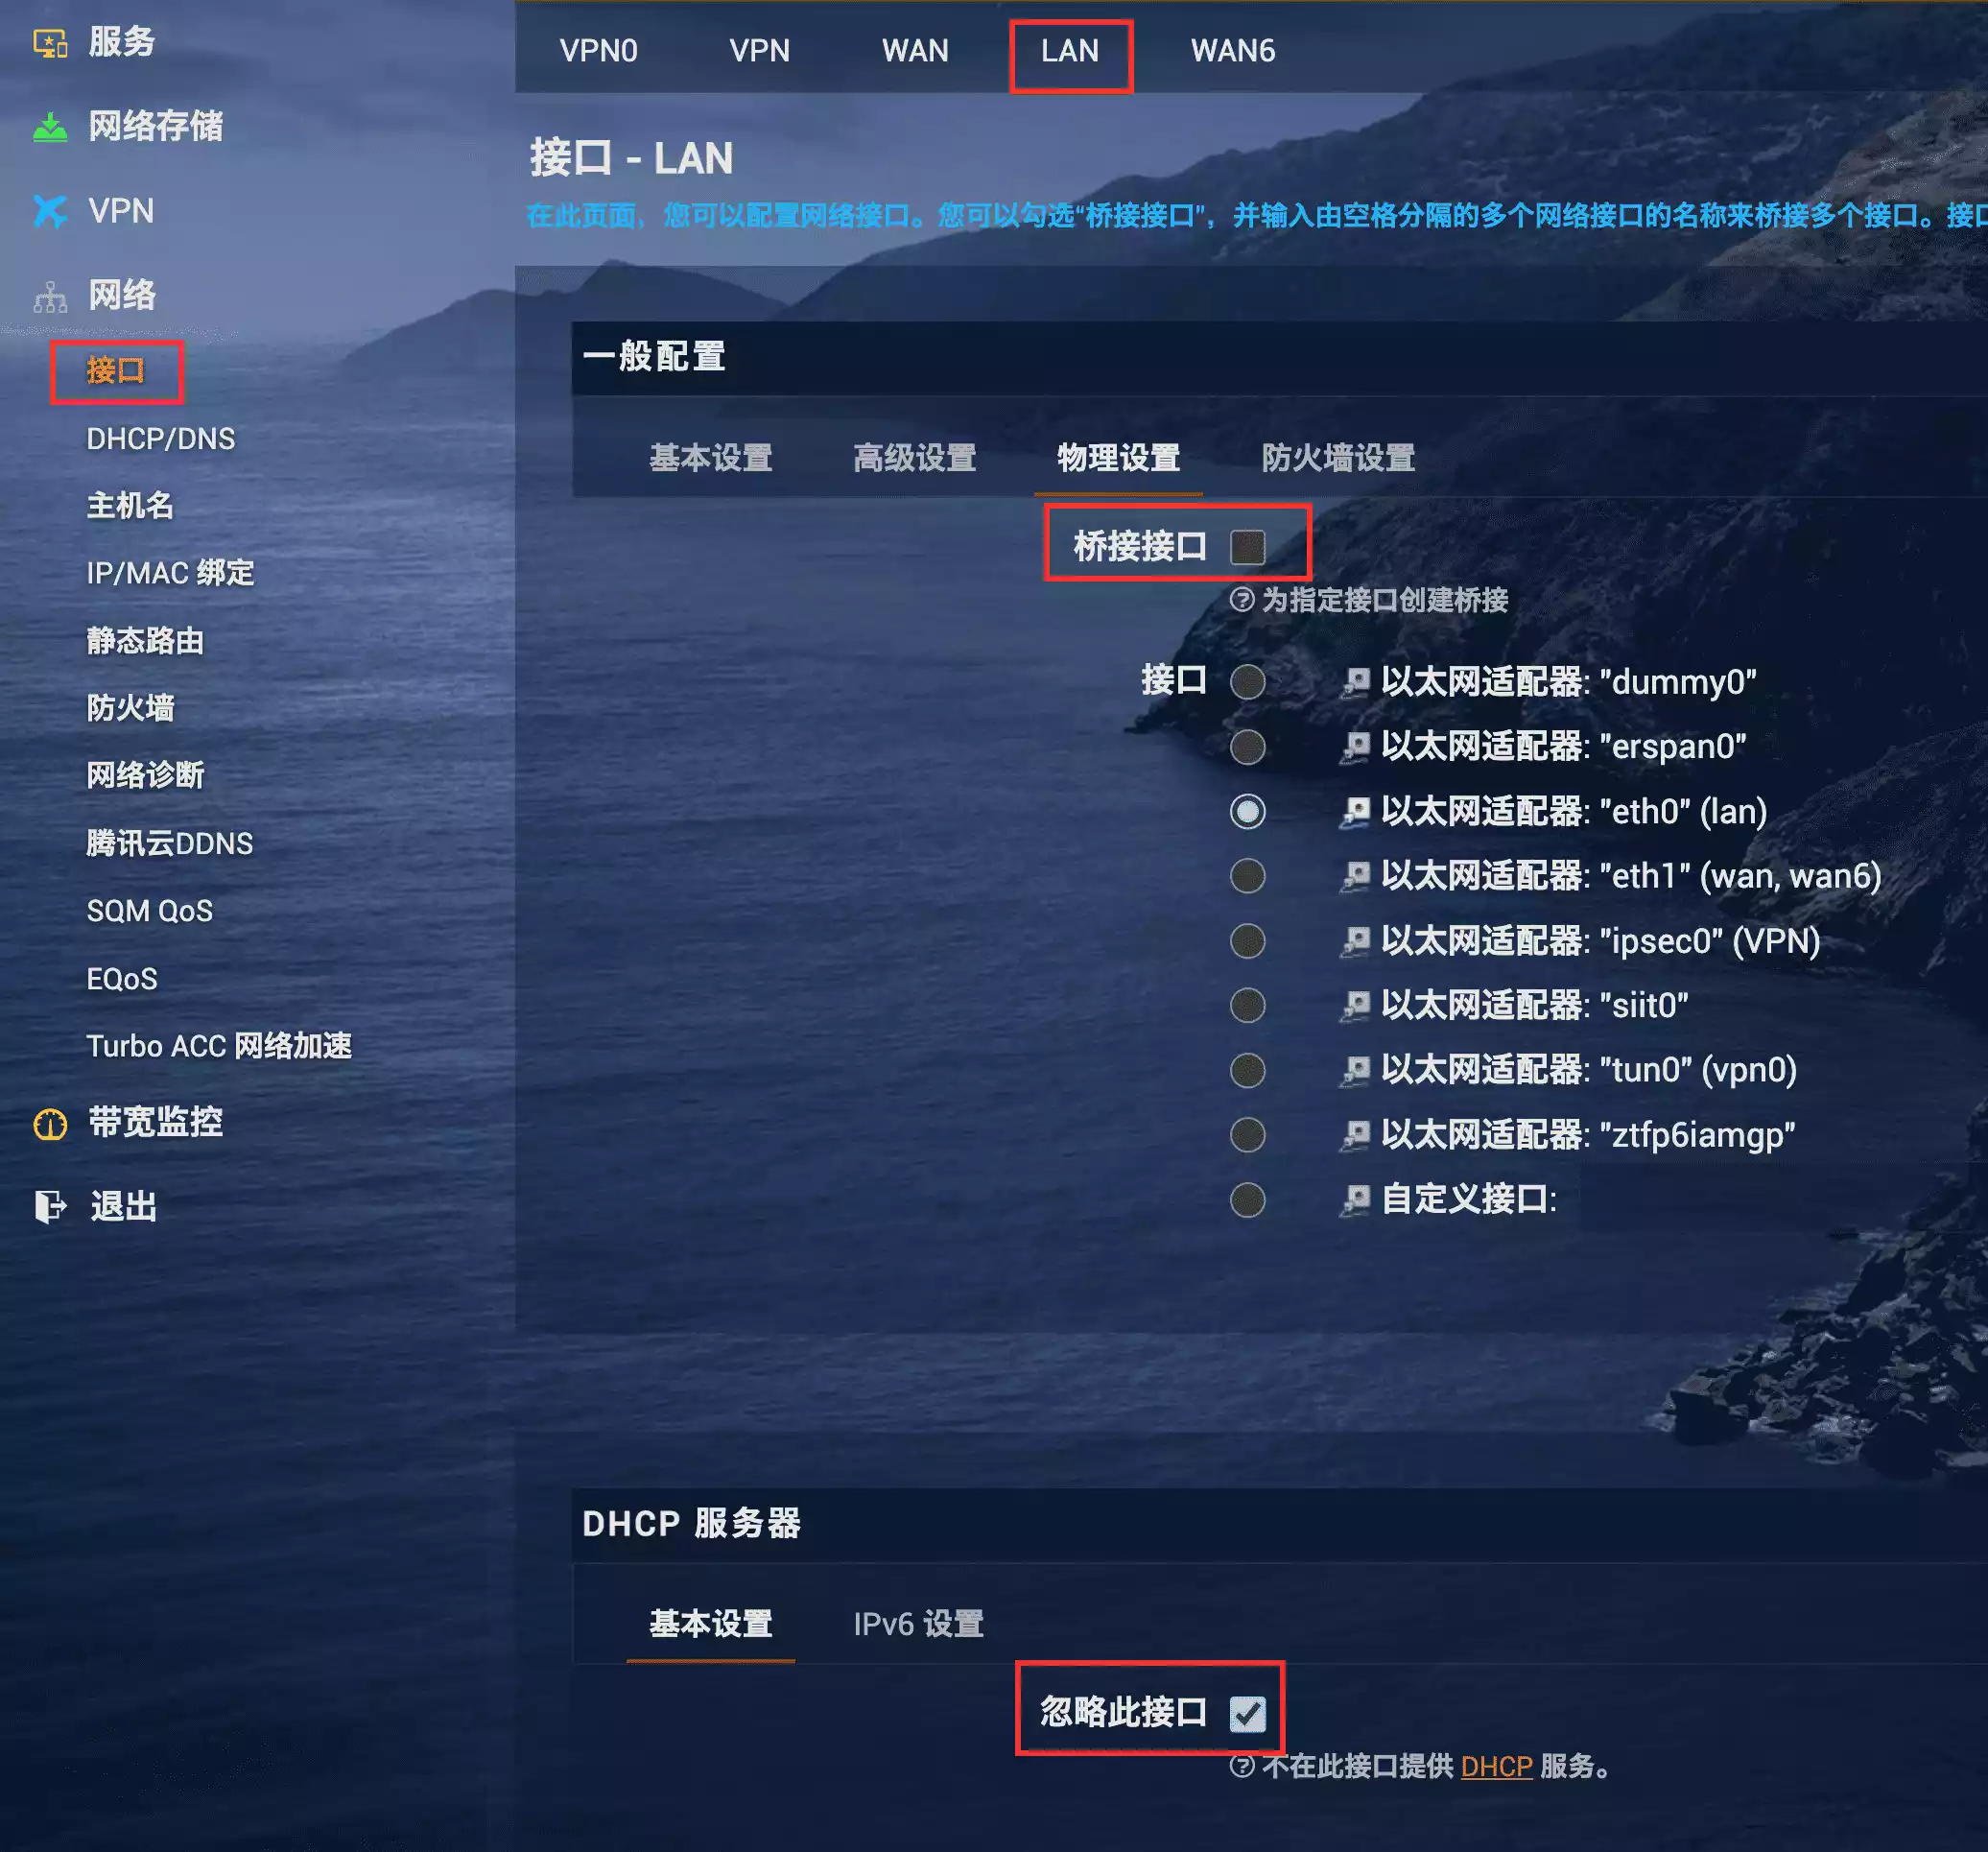 服务
网络存储
VPN
网络
接口
DHCP/DNS
主机名
IP/MAC 绑定
静态路由
防火墙
网络诊断
腾讯云DDNS
SQM QoS
EQoS
Turbo ACC 网络加速
带宽监控
退出
VPN0 VPN WAN LAN WAN6
接口 - LAN
在此页面，您可以配置网络接口。您可以勾选“桥接接口”，并输入由空格分隔的多个网络接口的名称来桥接多个接口。接口
一般配置
基本设置 高级设置 物理设置 防火墙设置
桥接接口
为指定接口创建桥接
接口 以太网适配器: "dummy0"
以太网适配器: "erspan0"
以太网适配器: "eth0" (lan)
以太网适配器: "eth1" (wan, wan6)
以太网适配器: "ipsec0" (VPN)
以太网适配器: "siit0"
以太网适配器: "tun0" (vpn0)
以太网适配器: "ztfp6iamgp"
自定义接口:
DHCP 服务器
基本设置 IPv6 设置
忽略此接口
不在此接口提供 DHCP 服务。